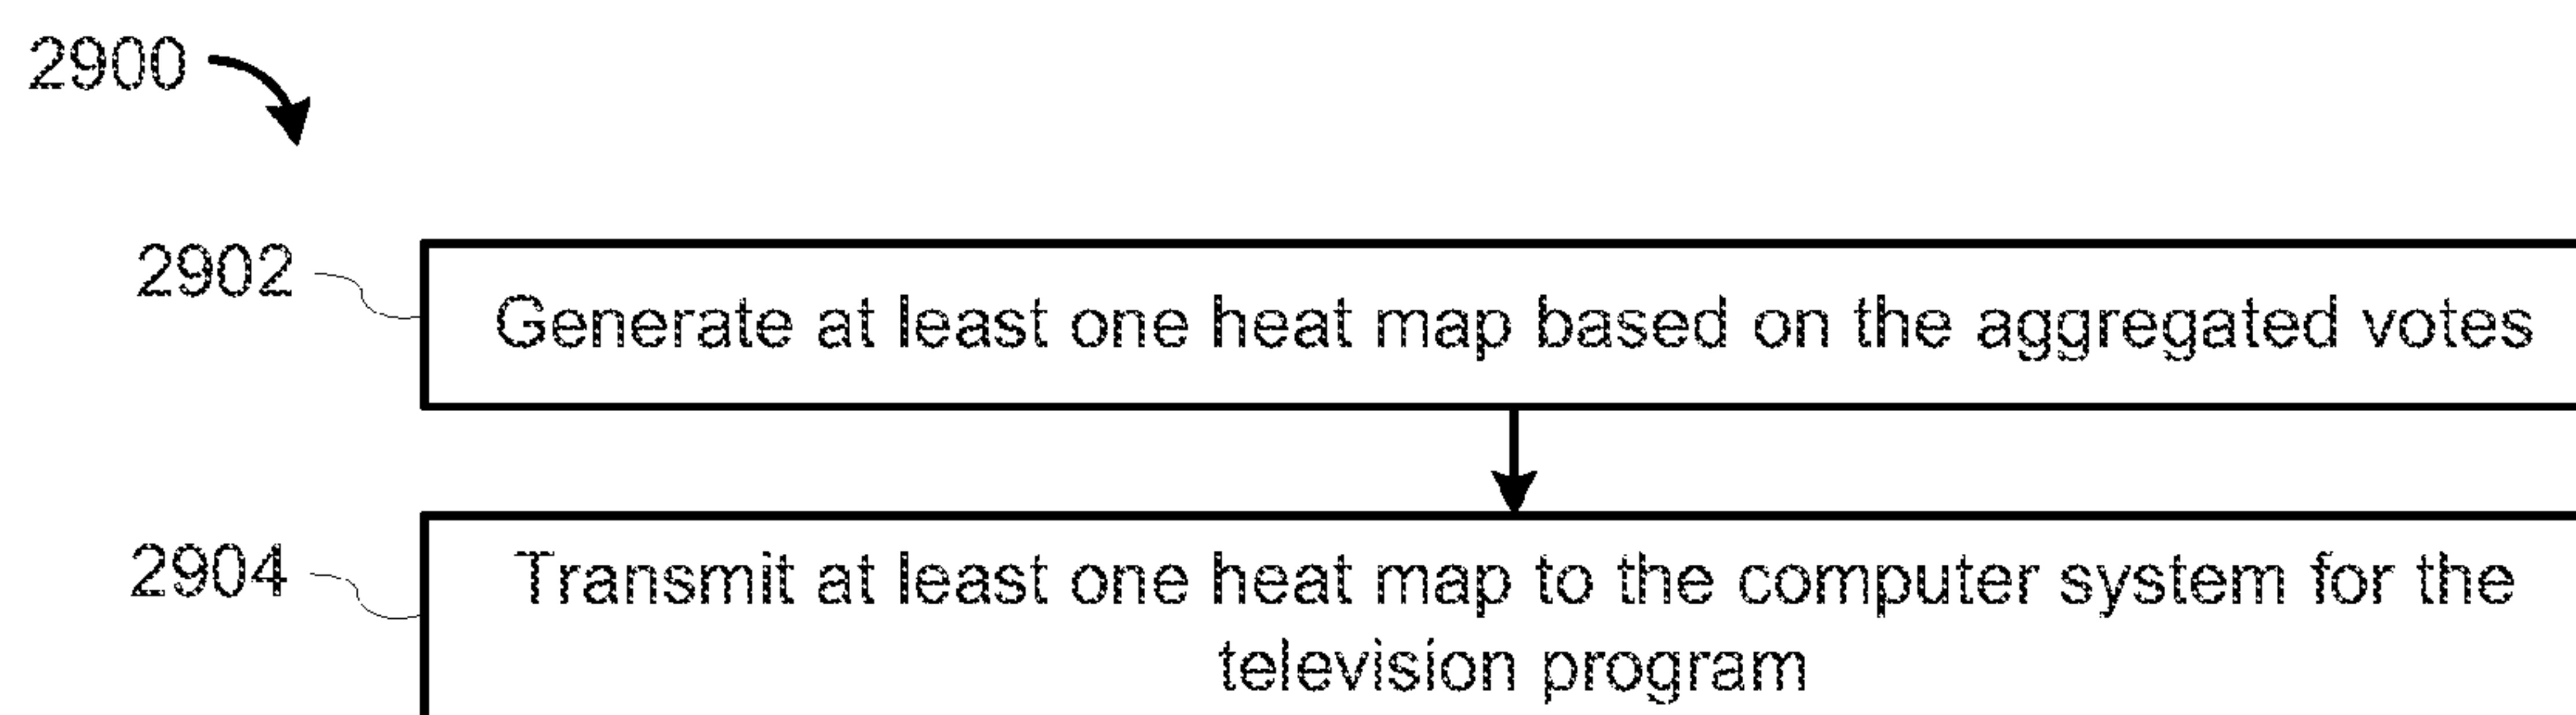 2900
2902
Generate at least one heat map based on the aggregated votes
2904
Transmit at least one heat map to the computer system for the
television program